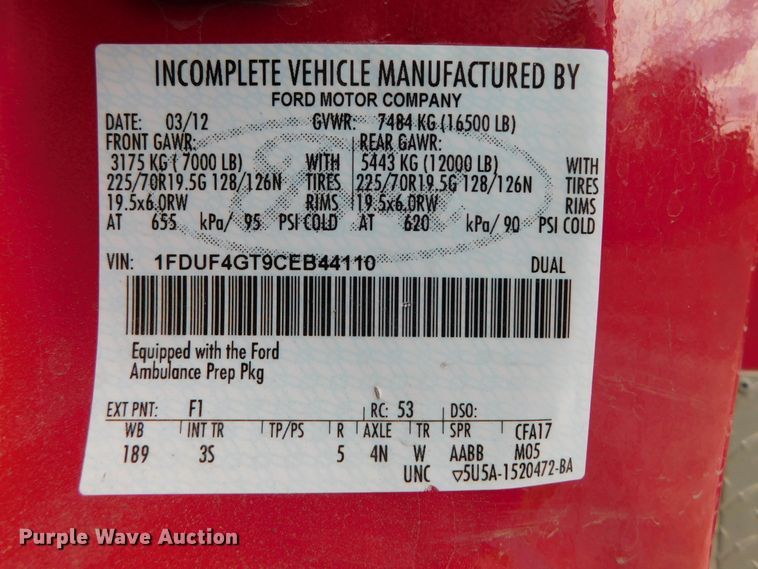 INCOMPLETE VEHICLE MANUFACTURED BY
FORD MOTOR COMPANY
DATE: 03/12 GVWR: 7484 KG (16500 LB)
FRONT GAWR: REAR GAWR:
3175 KG ( 7000 LB) WITH 5443 KG (12000 LB) WITH
225/70R19.5G 128/126N TIRES 225/70R19.5G 128/126N TIRES
19.5x6.0RW RIMS 19.5x6.0RW RIMS
AT 655 kPa/ 95 PSI COLD AT 620 kPa/ 90 PSI COLD
VIN: 1FDUF4GT9CEB44110 DUAL
Equipped with the Ford
Ambulance Prep Pkg
EXT PNT: F1 RC: 53 DSO:
WB INT TR TP/PS R AXLE TR SPR CFA17
189 3S 5 4N W AABB M05
UNC ▽5U5A-1520472-BA
Purple Wave Auction